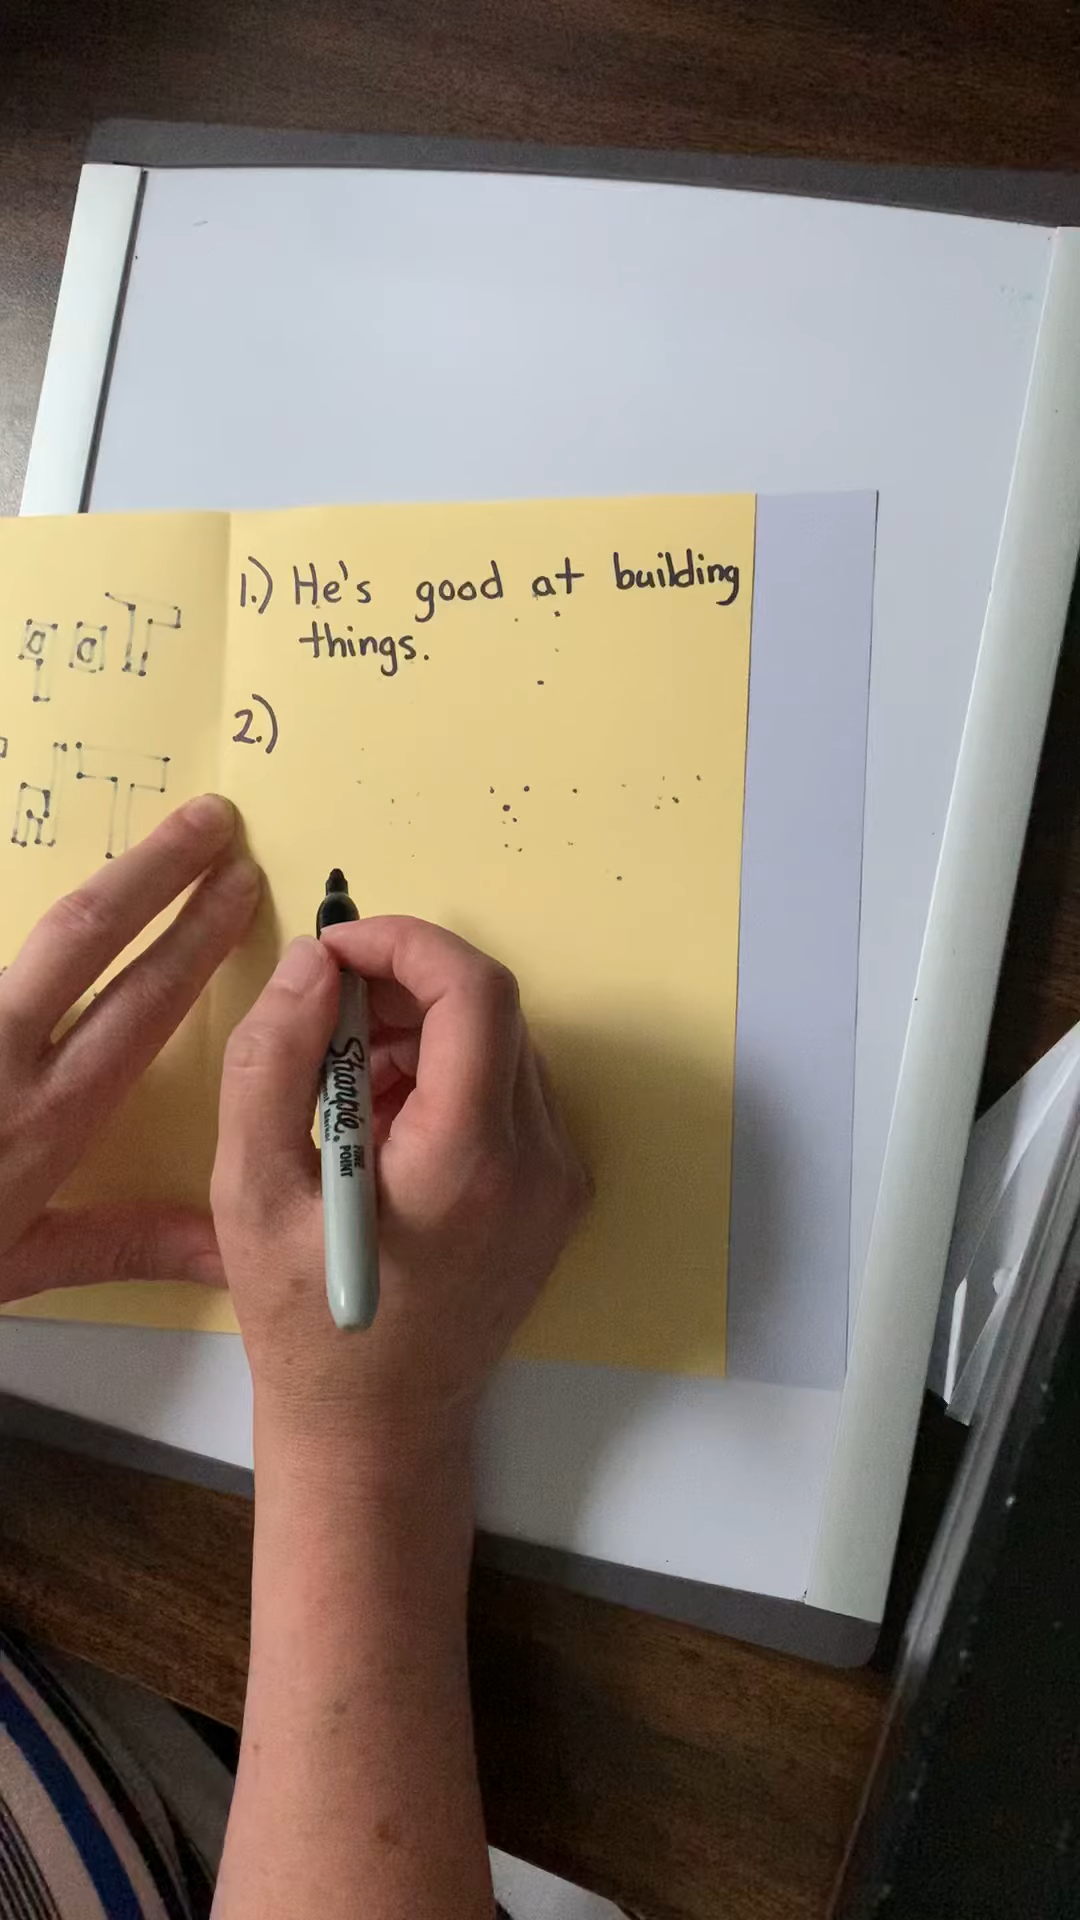 1.) He's good at building
things.
2.)
Sharpie.
FINE
POINT